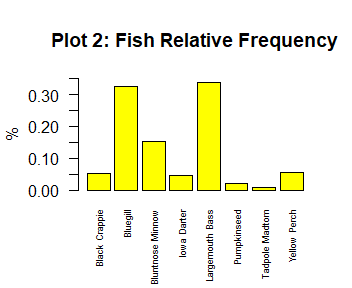 Plot 2: Fish Relative Frequency
%
0.30
0.20
0.10
0.00
Black Crappie
Bluegill
Bluntnose Minnow
Iowa Darter
Largemouth Bass
Pumpkinseed
Tadpole Madtom
Yellow Perch